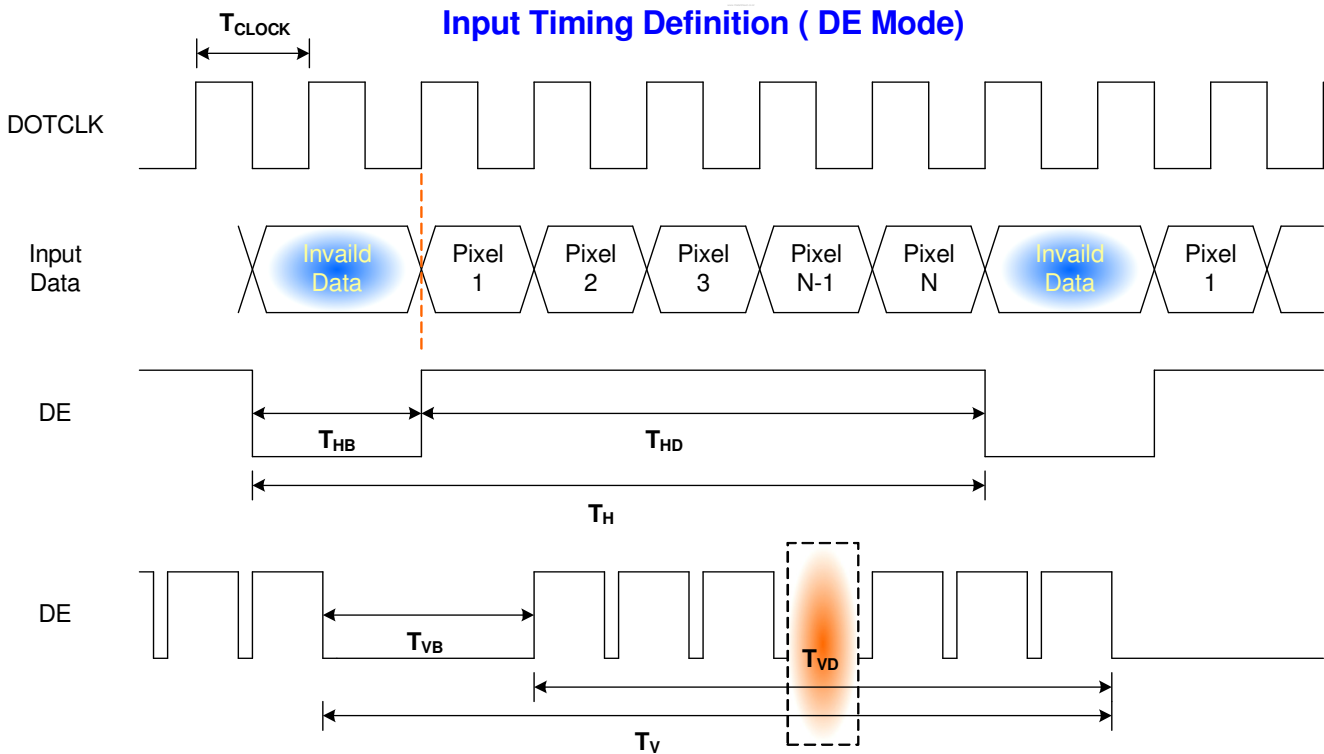 Input Timing Definition ( DE Mode)
TCLOCK
DOTCLK
Input
Data
Invaild
Data
Pixel
1
Pixel
2
Pixel
3
Pixel
N-1
Pixel
N
Invaild
Data
Pixel
1
DE
THB
THD
TH
DE
TVB
TVD
TV